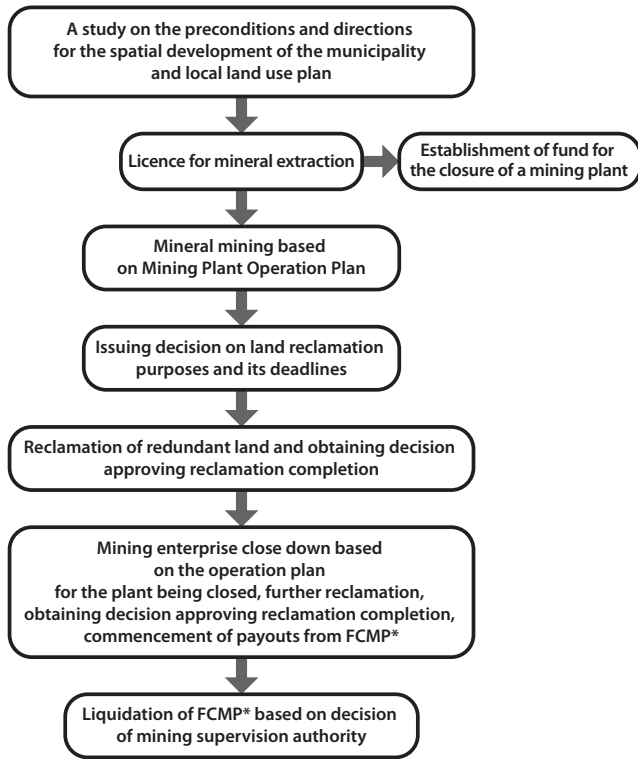 A study on the preconditions and directions
for the spatial development of the municipality
and local land use plan
Licence for mineral extraction
Establishment of fund for
the closure of a mining plant
Mineral mining based
on Mining Plant Operation Plan
Issuing decision on land reclamation
purposes and its deadlines
Reclamation of redundant land and obtaining decision
approving reclamation completion
Mining enterprise close down based
on the operation plan
for the plant being closed, further reclamation,
obtaining decision approving reclamation completion,
commencement of payouts from FCMP*
Liquidation of FCMP* based on decision
of mining supervision authority